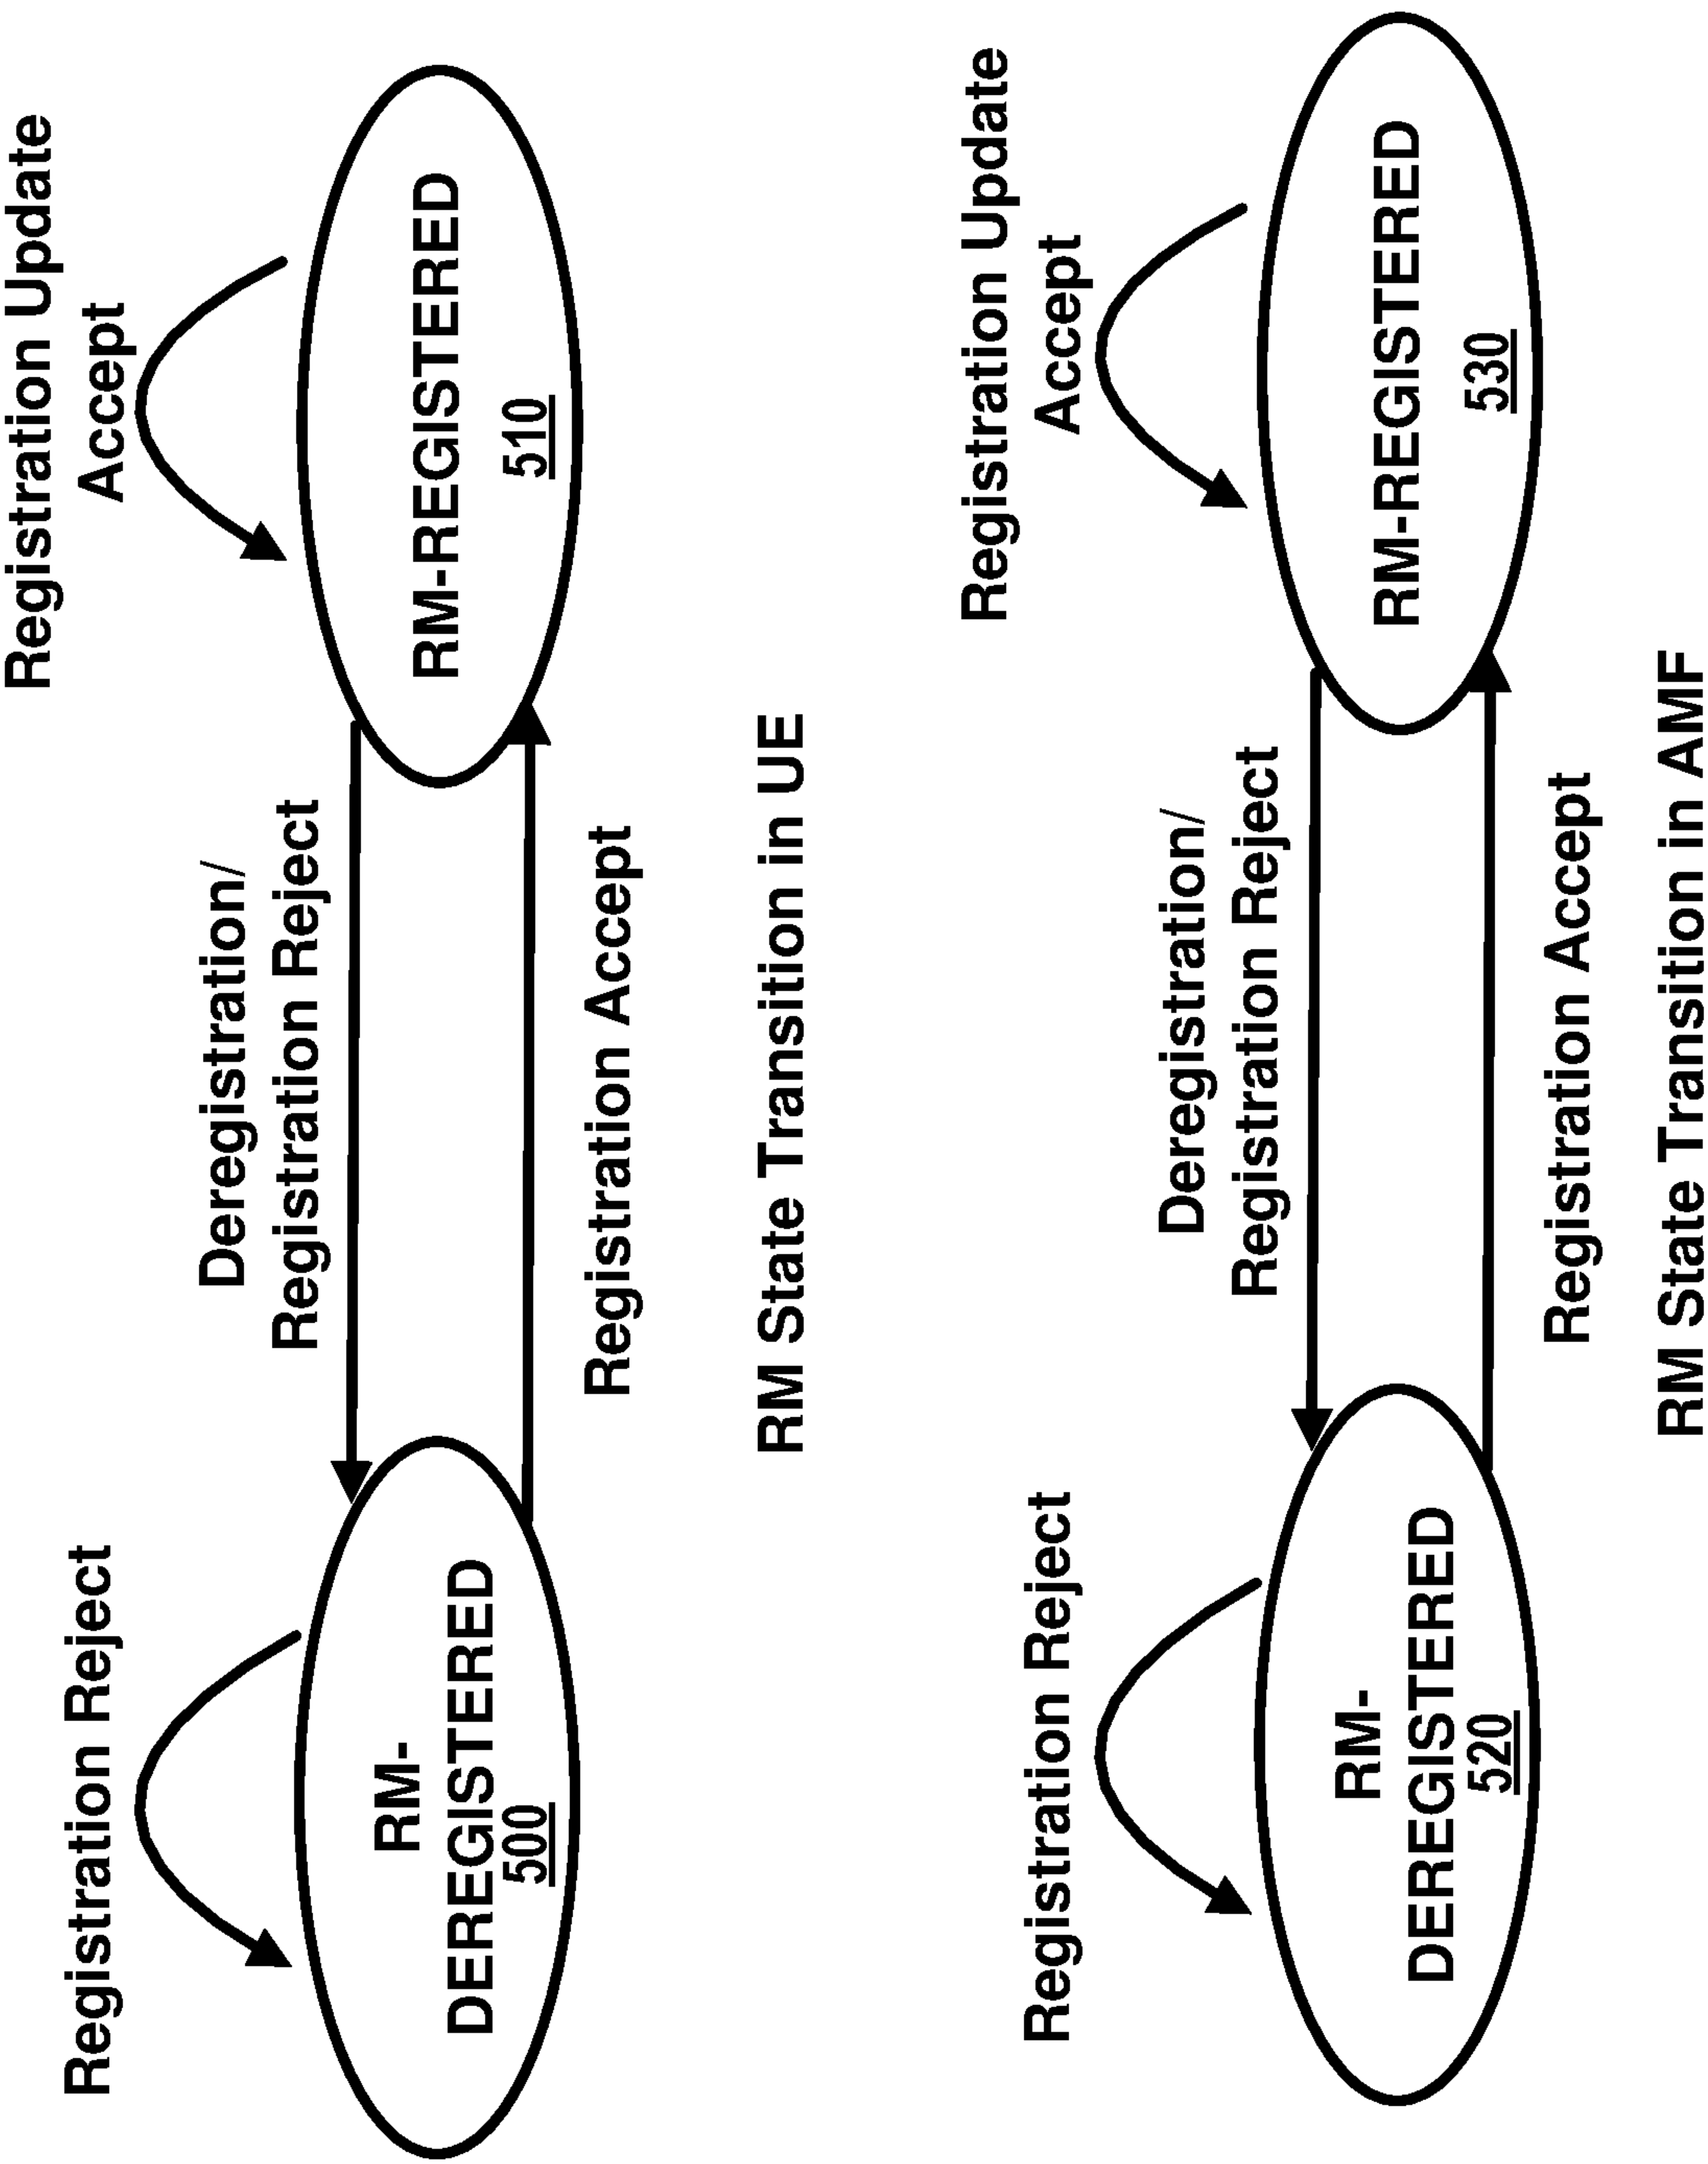 Registration Reject
Registration Update
Accept
Deregistration/
Registration Reject
RM-
DEREGISTERED
500
RM-REGISTERED
510
Registration Accept
RM State Transition in UE
Registration Reject
Registration Update
Accept
Deregistration/
Registration Reject
RM-
DEREGISTERED
520
RM-REGISTERED
530
Registration Accept
RM State Transition in AMF